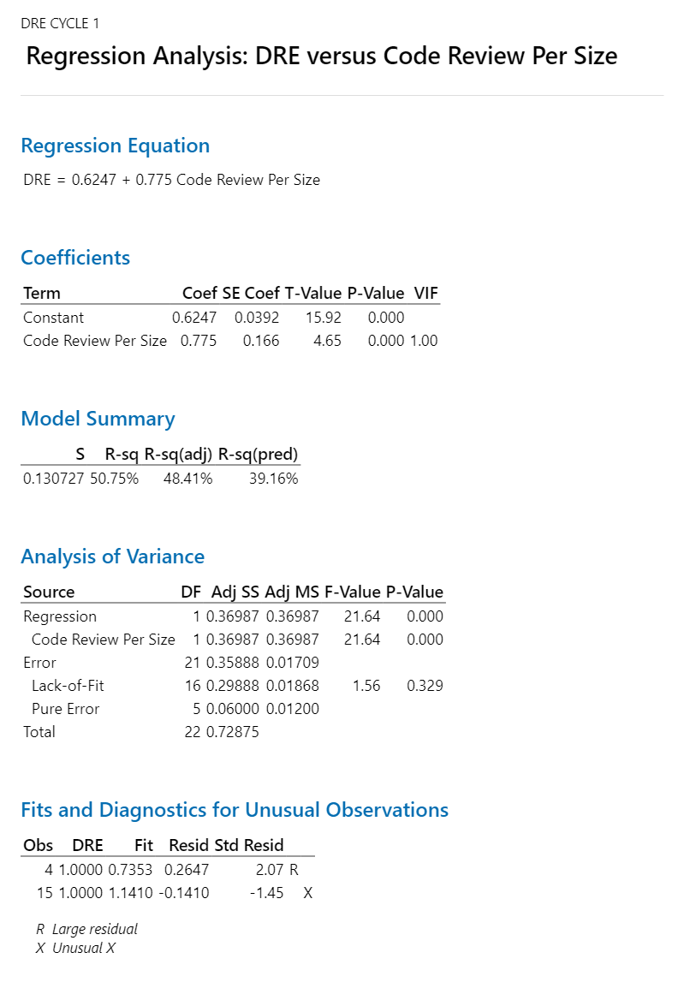 DRE CYCLE 1
Regression Analysis: DRE versus Code Review Per Size
Regression Equation
DRE = 0.6247 + 0.775 Code Review Per Size
Coefficients
Term Coef SE Coef T-Value P-Value VIF
Constant 0.6247 0.0392 15.92 0.000
Code Review Per Size 0.775 0.166 4.65 0.000 1.00
Model Summary
S R-sq R-sq(adj) R-sq(pred)
0.130727 50.75% 48.41% 39.16%
Analysis of Variance
Source DF Adj SS Adj MS F-Value P-Value
Regression 1 0.36987 0.36987 21.64 0.000
Code Review Per Size 1 0.36987 0.36987 21.64 0.000
Error 21 0.35888 0.01709
Lack-of-Fit 16 0.29888 0.01868 1.56 0.329
Pure Error 5 0.06000 0.01200
Total 22 0.72875
Fits and Diagnostics for Unusual Observations
Obs DRE Fit Resid Std Resid
4 1.0000 0.7353 0.2647 2.07 R
15 1.0000 1.1410 -0.1410 -1.45 X
R Large residual
X Unusual X